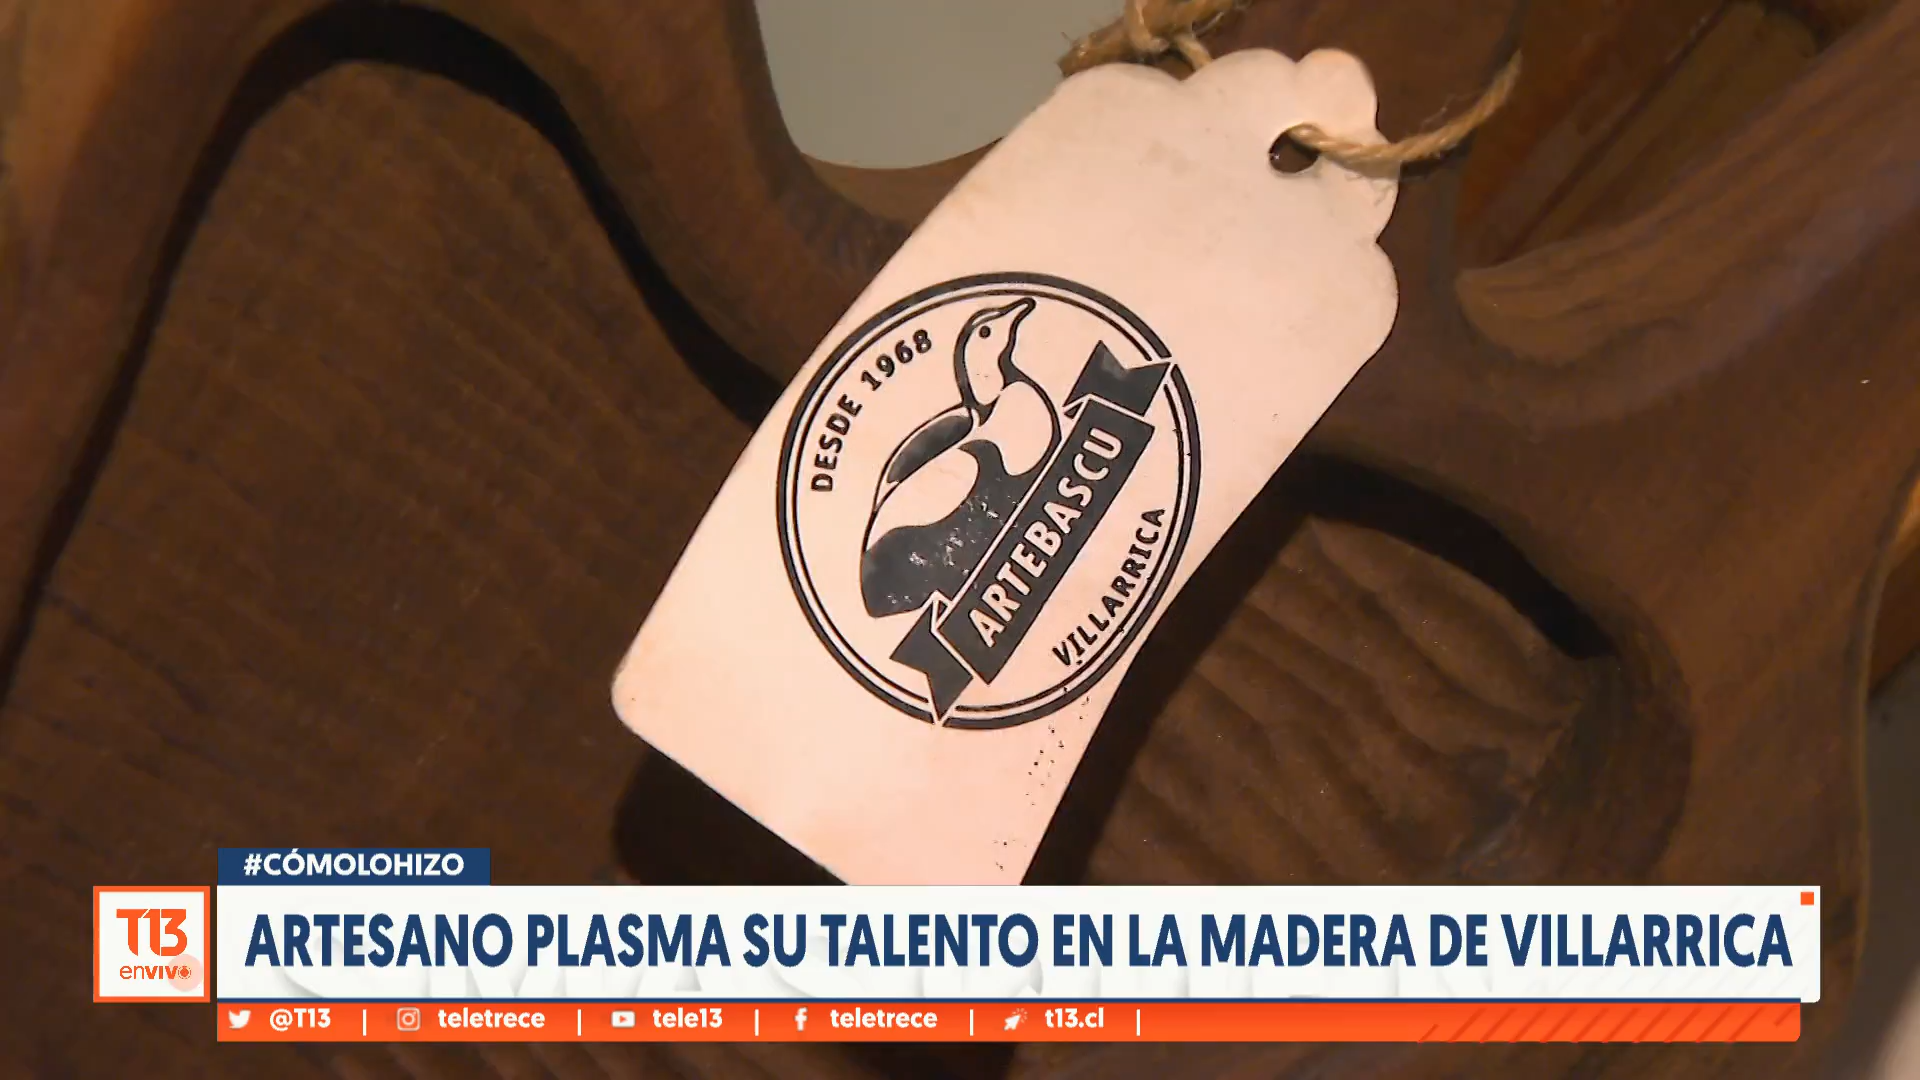 DESDE 1968
ARTEBASCU
VILLARRICA
#CÓMOLOHIZO
T13
envivo
ARTESANO PLASMA SU TALENTO EN LA MADERA DE VILLARRICA
@T13 | teletrece | tele13 | teletrece | t13.cl |